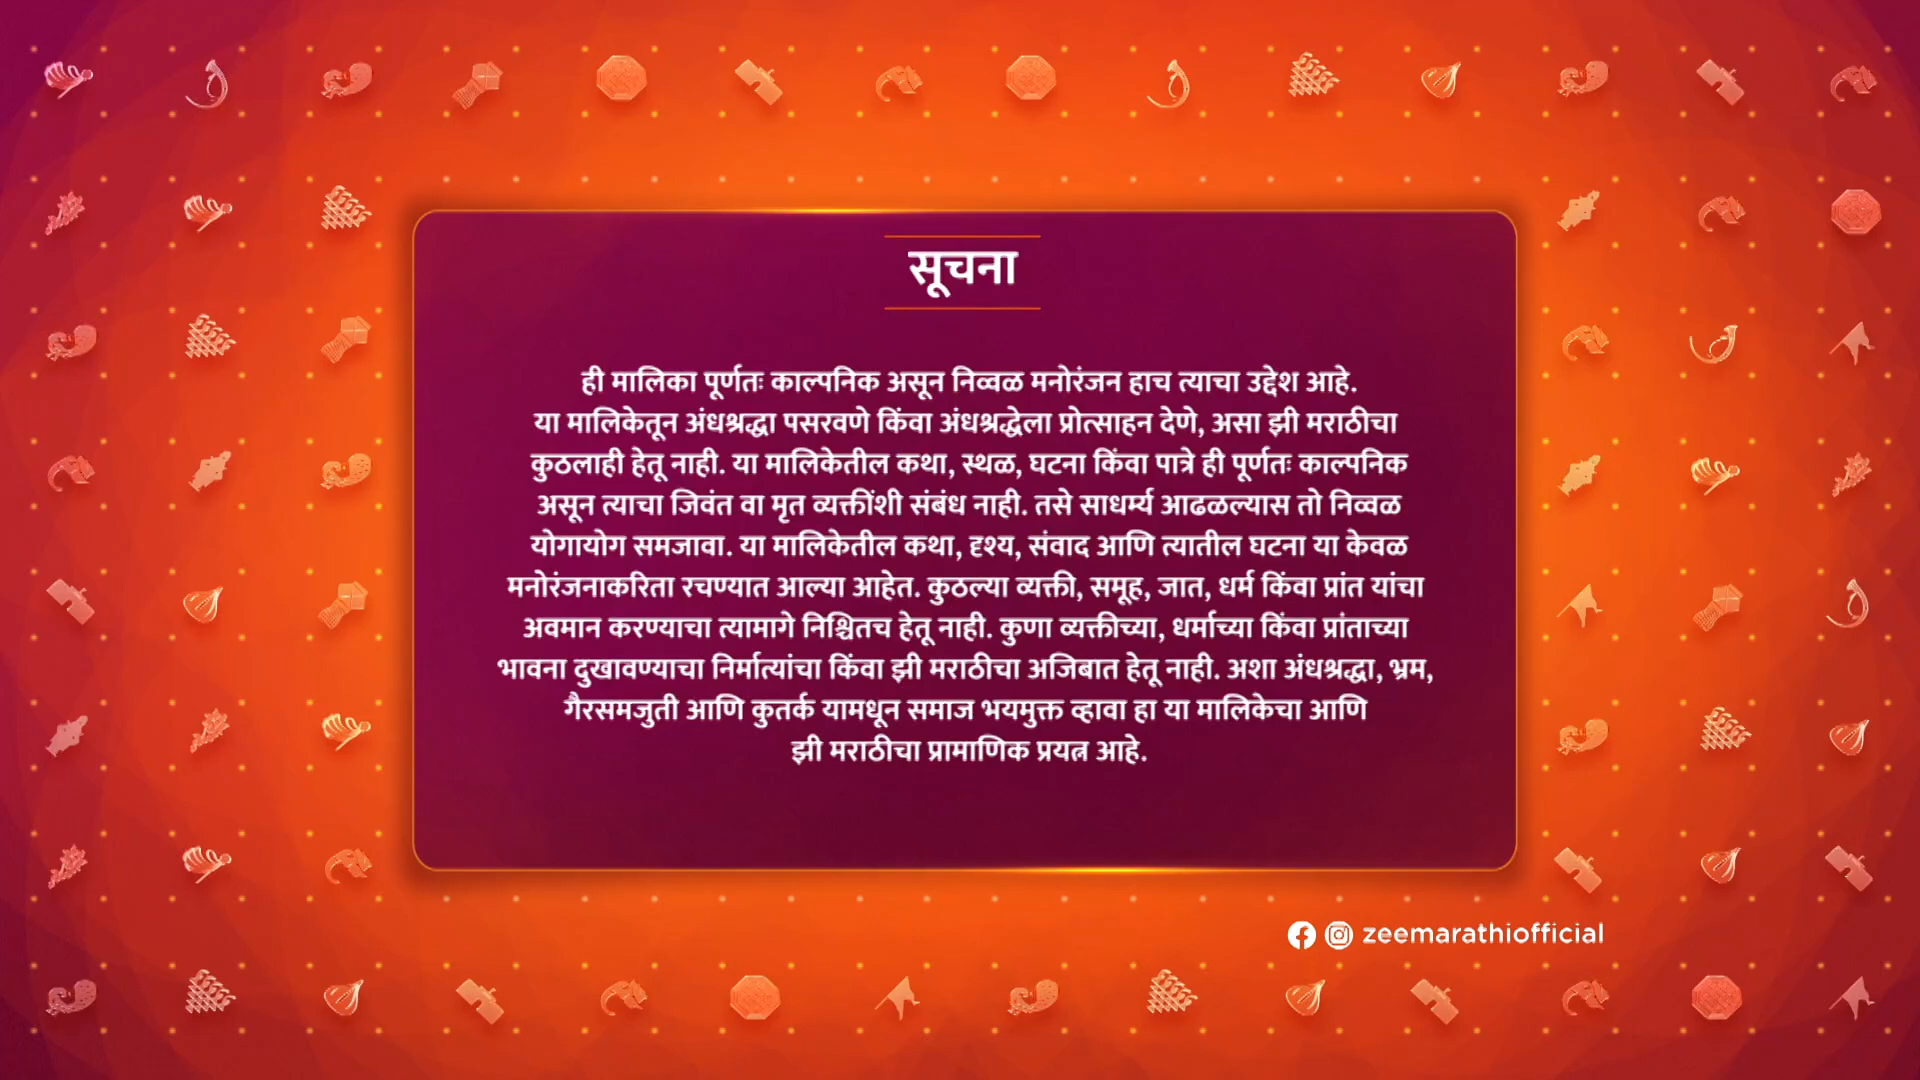 सूचना
ही मालिका पूर्णतः काल्पनिक असून निव्वळ मनोरंजन हाच त्याचा उद्देश आहे.
या मालिकेतून अंधश्रद्धा पसरवणे किंवा अंधश्रद्धेला प्रोत्साहन देणे, असा झी मराठीचा
कुठलाही हेतू नाही. या मालिकेतील कथा, स्थळ, घटना किंवा पात्रे ही पूर्णतः काल्पनिक
असून त्याचा जिवंत वा मृत व्यक्तींशी संबंध नाही. तसे साधर्म्य आढळल्यास तो निव्वळ
योगायोग समजावा. या मालिकेतील कथा, दृश्य, संवाद आणि त्यातील घटना या केवळ
मनोरंजनाकरिता रचण्यात आल्या आहेत. कुठल्या व्यक्ती, समूह, जात, धर्म किंवा प्रांत यांचा
अवमान करण्याचा त्यामागे निश्चितच हेतू नाही. कुणा व्यक्तीच्या, धर्माच्या किंवा प्रांताच्या
भावना दुखावण्याचा निर्मात्यांचा किंवा झी मराठीचा अजिबात हेतू नाही. अशा अंधश्रद्धा, भ्रम,
गैरसमजुती आणि कुतर्क यामधून समाज भयमुक्त व्हावा हा या मालिकेचा आणि
झी मराठीचा प्रामाणिक प्रयत्न आहे.
zeemarathiofficial